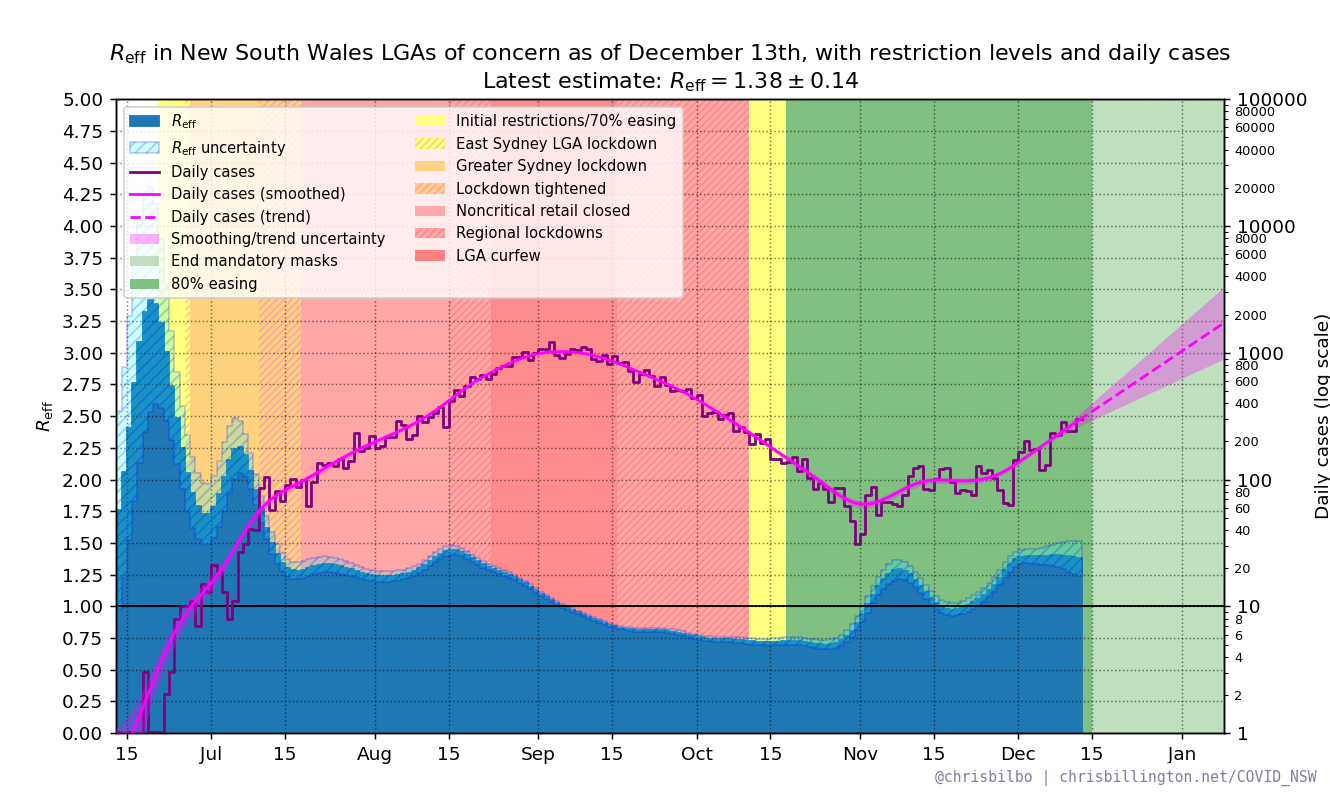 R_eff in New South Wales LGAs of concern as of December 13th, with restriction levels and daily cases
Latest estimate: R_eff = 1.38 ± 0.14
R_eff
R_eff uncertainty
Daily cases
Daily cases (smoothed)
Daily cases (trend)
Smoothing/trend uncertainty
End mandatory masks
80% easing
Initial restrictions/70% easing
East Sydney LGA lockdown
Greater Sydney lockdown
Lockdown tightened
Noncritical retail closed
Regional lockdowns
LGA curfew
R_eff
5.00
4.75
4.50
4.25
4.00
3.75
3.50
3.25
3.00
2.75
2.50
2.25
2.00
1.75
1.50
1.25
1.00
0.75
0.50
0.25
0.00
100000
80000
60000
40000
20000
10000
8000
6000
4000
2000
1000
800
600
400
200
100
80
60
40
20
10
8
6
4
2
1
Daily cases (log scale)
15 Jul 15 Aug 15 Sep 15 Oct 15 Nov 15 Dec 15 Jan
@chrisbilbo | chrisbillington.net/COVID_NSW